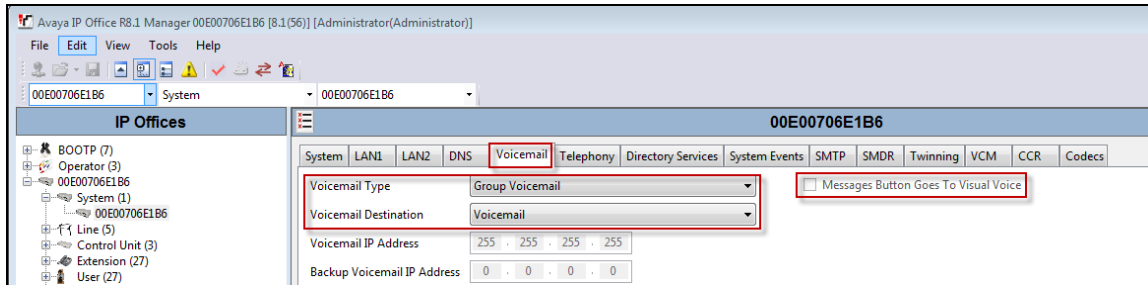 Avaya IP Office R8.1 Manager 00E00706E1B6 [8.1(56)] [Administrator(Administrator)]
File Edit View Tools Help
00E00706E1B6 System 00E00706E1B6
IP Offices
00E00706E1B6
BOOTP (7)
Operator (3)
00E00706E1B6
System (1)
00E00706E1B6
Line (5)
Control Unit (3)
Extension (27)
User (27)
System LAN1 LAN2 DNS Voicemail Telephony Directory Services System Events SMTP SMDR Twinning VCM CCR Codecs
Voicemail Type Group Voicemail Messages Button Goes To Visual Voice
Voicemail Destination Voicemail
Voicemail IP Address 255 . 255 . 255 . 255
Backup Voicemail IP Address 0 . 0 . 0 . 0